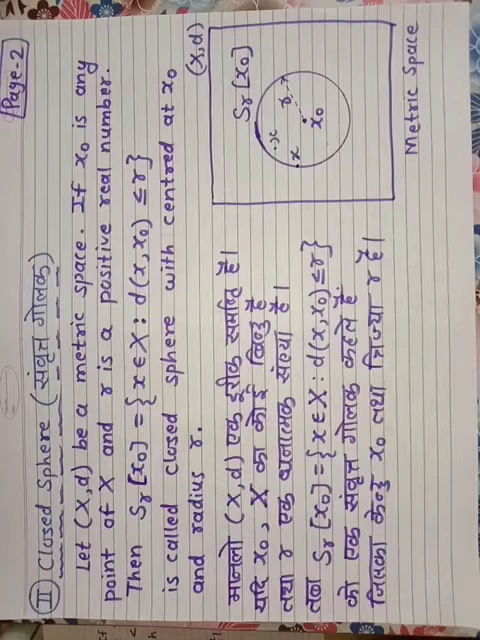 Page-2
II Closed Sphere (संवृत्त गोलक)
Let (X,d) be a metric space. If x₀ is any
point of X and r is a positive real number.
Then Sr[x₀] = {x ∈ X : d(x,x₀) ≤ r}
is called closed sphere with centred at x₀
and radius r.
(X,d)
Sr[x₀]
r
x
x
x₀
Metric Space
मानलो (X,d) एक दूरीक समष्टि है।
यदि x₀, X का कोई बिन्दु है
तथा r एक धनात्मक संख्या है।
तब Sr[x₀] = {x ∈ X : d(x,x₀) ≤ r}
को एक संवृत्त गोलक कहते हैं
जिसका केन्द्र x₀ तथा त्रिज्या r है।